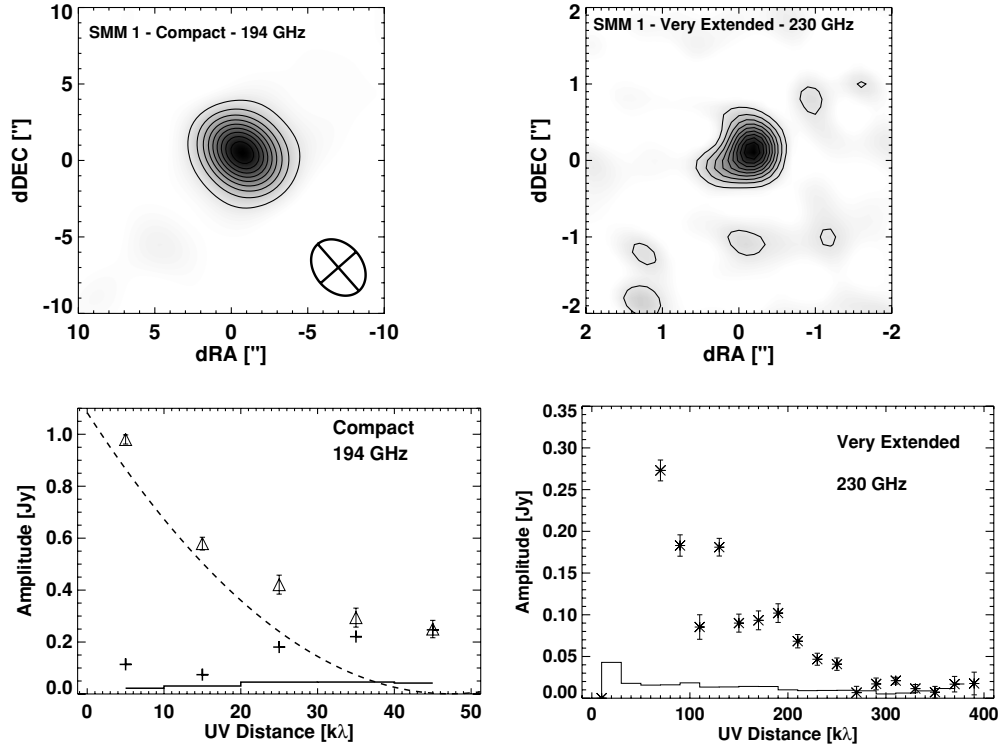 SMM 1 - Compact - 194 GHz
10
5
0
-5
-10
dDEC ["]
10 5 0 -5 -10
dRA ["]
SMM 1 - Very Extended - 230 GHz
2
1
0
-1
-2
dDEC ["]
2 1 0 -1 -2
dRA ["]
Compact
194 GHz
1.0
0.8
0.6
0.4
0.2
0.0
Amplitude [Jy]
0 10 20 30 40 50
UV Distance [kλ]
Very Extended
230 GHz
0.35
0.30
0.25
0.20
0.15
0.10
0.05
0.00
Amplitude [Jy]
0 100 200 300 400
UV Distance [kλ]